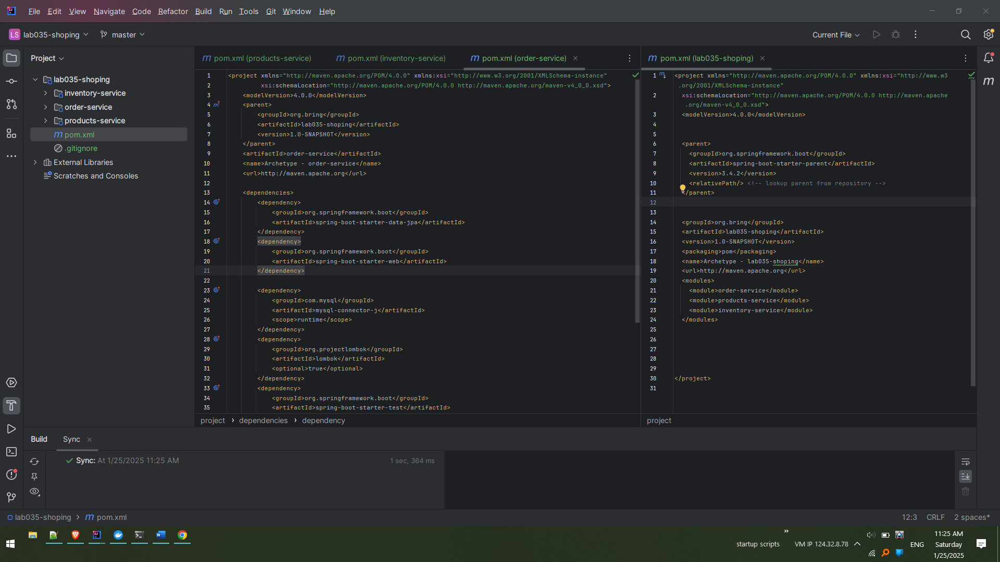 File Edit View Navigate Code Refactor Build Run Tools Git Window Help
LS lab035-shoping master Current File
Project
lab035-shoping
inventory-service
order-service
products-service
m pom.xml
.gitignore
External Libraries
Scratches and Consoles
m pom.xml (products-service) m pom.xml (inventory-service) m pom.xml (order-service)
1 <project xmlns="http://maven.apache.org/POM/4.0.0" xmlns:xsi="http://www.w3.org/2001/XMLSchema-instance"
2 xsi:schemaLocation="http://maven.apache.org/POM/4.0.0 http://maven.apache.org/maven-v4_0_0.xsd">
3 <modelVersion>4.0.0</modelVersion>
4 <parent>
5 <groupId>org.bring</groupId>
6 <artifactId>lab035-shoping</artifactId>
7 <version>1.0-SNAPSHOT</version>
8 </parent>
9 <artifactId>order-service</artifactId>
10 <name>Archetype - order-service</name>
11 <url>http://maven.apache.org</url>
12
13 <dependencies>
14 <dependency>
15 <groupId>org.springframework.boot</groupId>
16 <artifactId>spring-boot-starter-data-jpa</artifactId>
17 </dependency>
18 <dependency>
19 <groupId>org.springframework.boot</groupId>
20 <artifactId>spring-boot-starter-web</artifactId>
21 </dependency>
22
23 <dependency>
24 <groupId>com.mysql</groupId>
25 <artifactId>mysql-connector-j</artifactId>
26 <scope>runtime</scope>
27 </dependency>
28 <dependency>
29 <groupId>org.projectlombok</groupId>
30 <artifactId>lombok</artifactId>
31 <optional>true</optional>
32 </dependency>
33 <dependency>
34 <groupId>org.springframework.boot</groupId>
35 <artifactId>spring-boot-starter-test</artifactId>
project > dependencies > dependency
m pom.xml (lab035-shoping)
1 <project xmlns="http://maven.apache.org/POM/4.0.0" xmlns:xsi="http://www.w3
.org/2001/XMLSchema-instance"
2 xsi:schemaLocation="http://maven.apache.org/POM/4.0.0 http://maven.apache
.org/maven-v4_0_0.xsd">
3 <modelVersion>4.0.0</modelVersion>
4
5
6 <parent>
7 <groupId>org.springframework.boot</groupId>
8 <artifactId>spring-boot-starter-parent</artifactId>
9 <version>3.4.2</version>
10 <relativePath/> <!-- lookup parent from repository -->
11 </parent>
12
13
14 <groupId>org.bring</groupId>
15 <artifactId>lab035-shoping</artifactId>
16 <version>1.0-SNAPSHOT</version>
17 <packaging>pom</packaging>
18 <name>Archetype - lab035-shoping</name>
19 <url>http://maven.apache.org</url>
20 <modules>
21 <module>order-service</module>
22 <module>products-service</module>
23 <module>inventory-service</module>
24 </modules>
25
26
27
28
29
30 </project>
31
project
m
Build Sync
Sync: At 1/25/2025 11:25 AM 1 sec, 364 ms
lab035-shoping > m pom.xml 12:3 CRLF 2 spaces*
startup scripts VM IP 124.32.8.78 ENG
11:25 AM
Saturday
1/25/2025